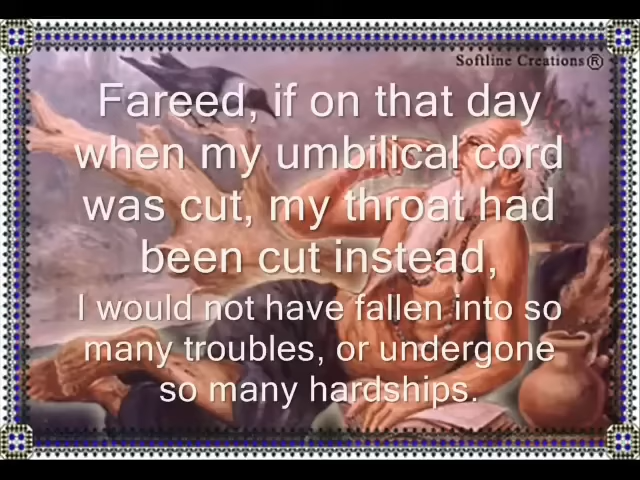 Softline Creations®
Fareed, if on that day
when my umbilical cord
was cut, my throat had
been cut instead,
I would not have fallen into so
many troubles, or undergone
so many hardships.